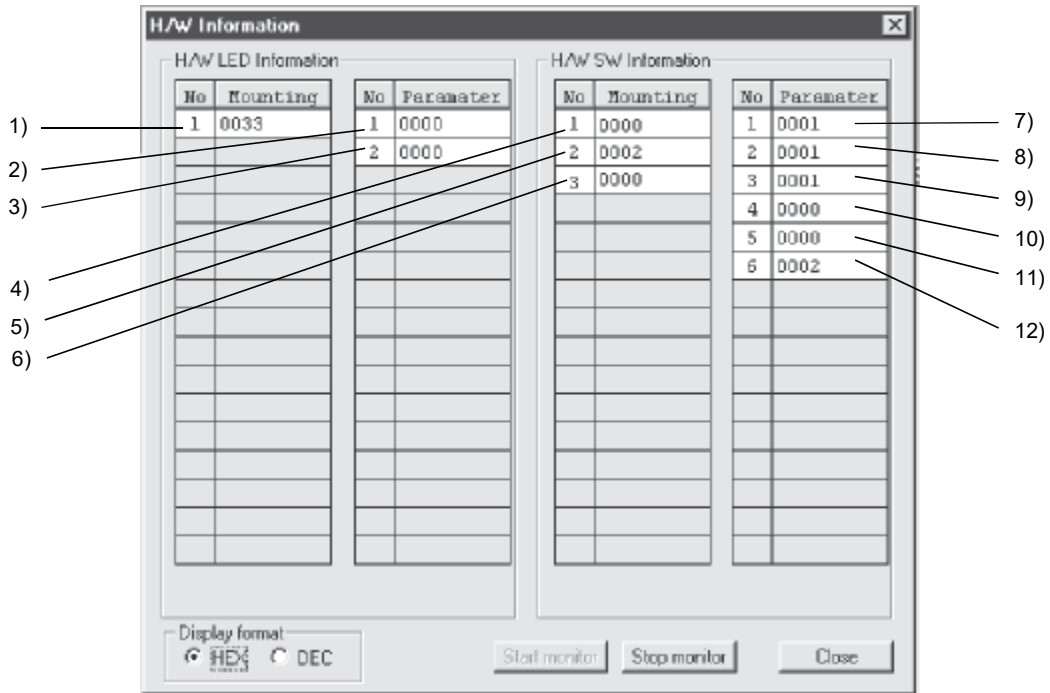 H/W Information
H/W LED Information
H/W SW Information
No Mounting
No Paramater
No Mounting
No Paramater
1) 1 0033
1 0000
1 0000
1 0001 7)
2) 2 0000
2 0002
2 0001 8)
3) 3 0000
3 0001 9)
4 0000 10)
5 0000 11)
4) 6 0002 12)
5)
6)
Display format
HEX DEC
Start monitor Stop monitor Close